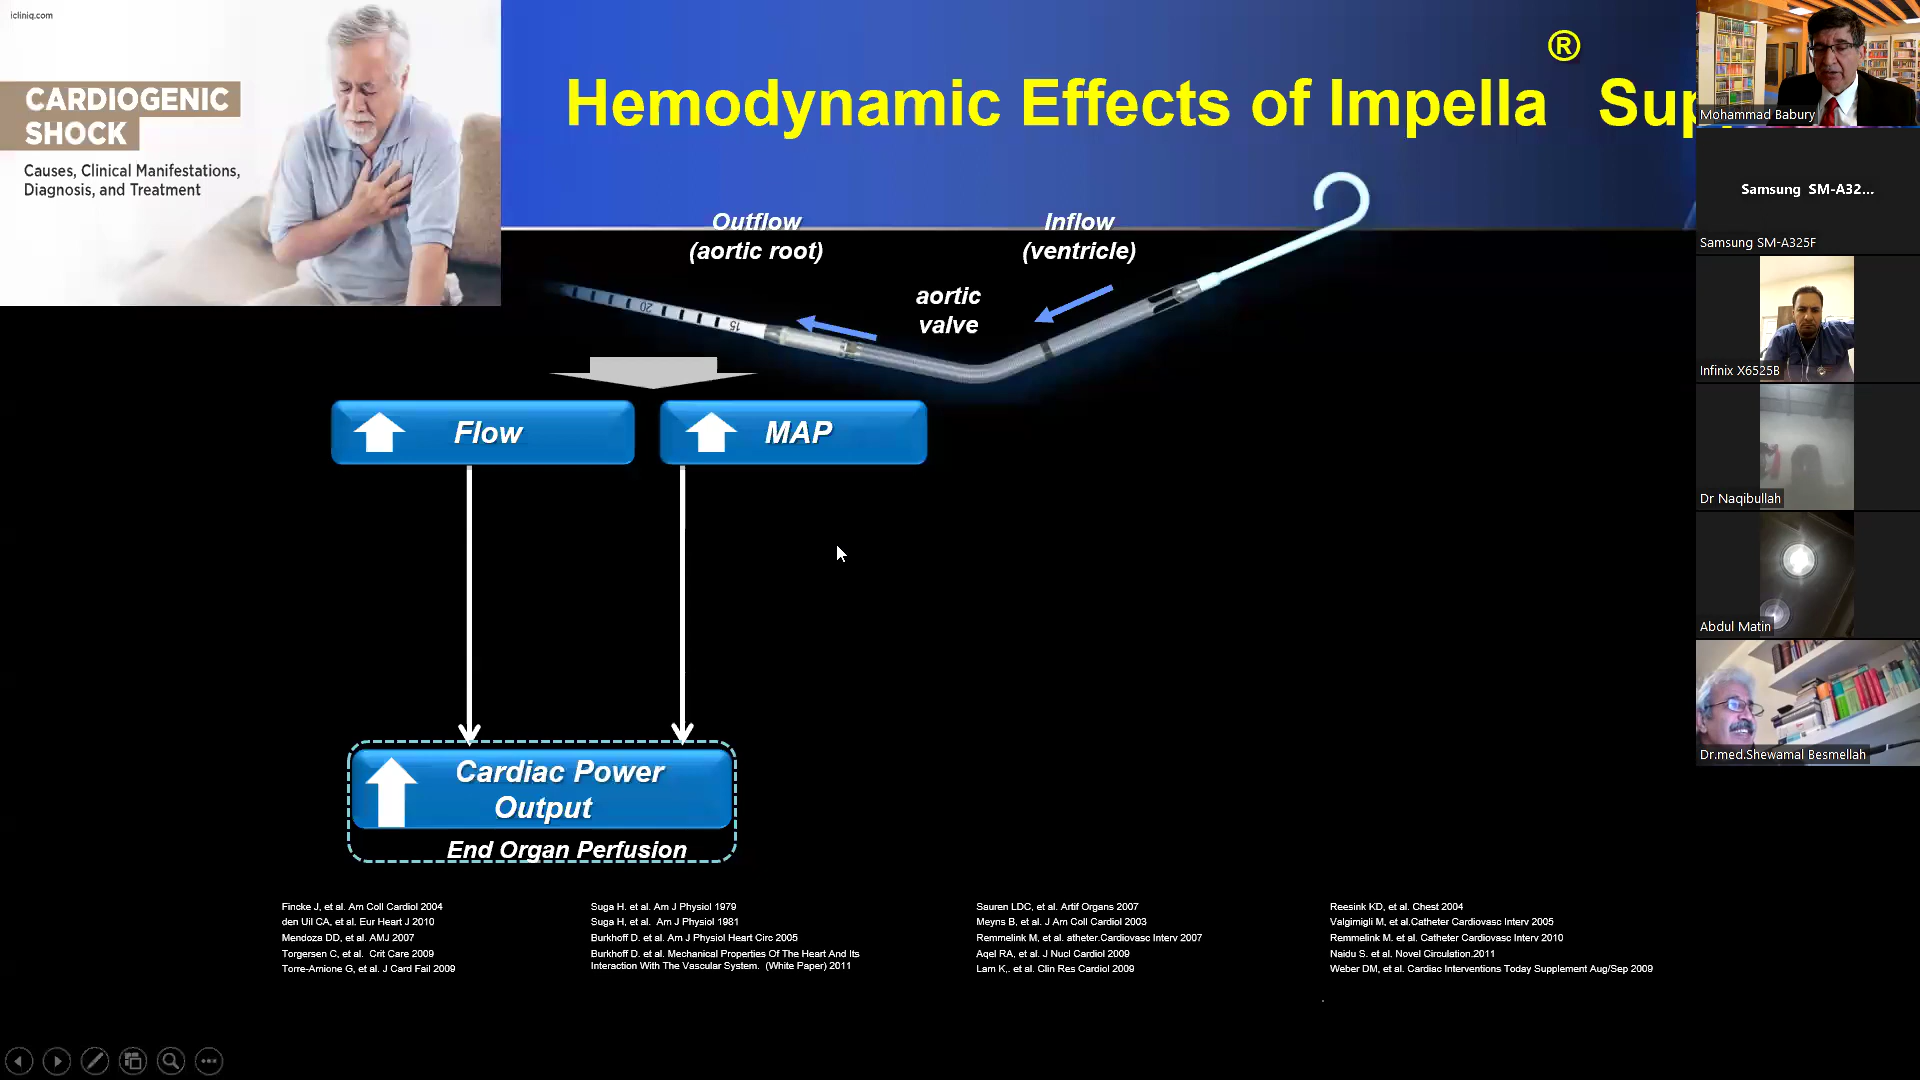 icliniq.com
CARDIOGENIC
SHOCK
Causes, Clinical Manifestations,
Diagnosis, and Treatment
Hemodynamic Effects of Impella ®
Outflow
(aortic root)
Inflow
(ventricle)
aortic
valve
20
15
Flow
MAP
Cardiac Power
Output
End Organ Perfusion
Fincke J, et al. Am Coll Cardiol 2004
den Uil CA, et al. Eur Heart J 2010
Mendoza DD, et al. AMJ 2007
Torgersen C, et al. Crit Care 2009
Torre-Amione G, et al. J Card Fail 2009
Suga H. et al. Am J Physiol 1979
Suga H, et al. Am J Physiol 1981
Burkhoff D. et al. Am J Physiol Heart Circ 2005
Burkhoff D. et al. Mechanical Properties Of The Heart And Its
Interaction With The Vascular System. (White Paper) 2011
Sauren LDC, et al. Artif Organs 2007
Meyns B, et al. J Am Coll Cardiol 2003
Remmelink M, et al. atheter.Cardiovasc Interv 2007
Aqel RA, et al. J Nucl Cardiol 2009
Lam K,. et al. Clin Res Cardiol 2009
Reesink KD, et al. Chest 2004
Valgimigli M, et al.Catheter Cardiovasc Interv 2005
Remmelink M. et al. Catheter Cardiovasc Interv 2010
Naidu S. et al. Novel Circulation.2011
Weber DM, et al. Cardiac Interventions Today Supplement Aug/Sep 2009
Mohammad Babury
Samsung SM-A32...
Samsung SM-A325F
Infinix X6525B
Dr Naqibullah
Abdul Matin
Dr.med.Shewamal Besmellah